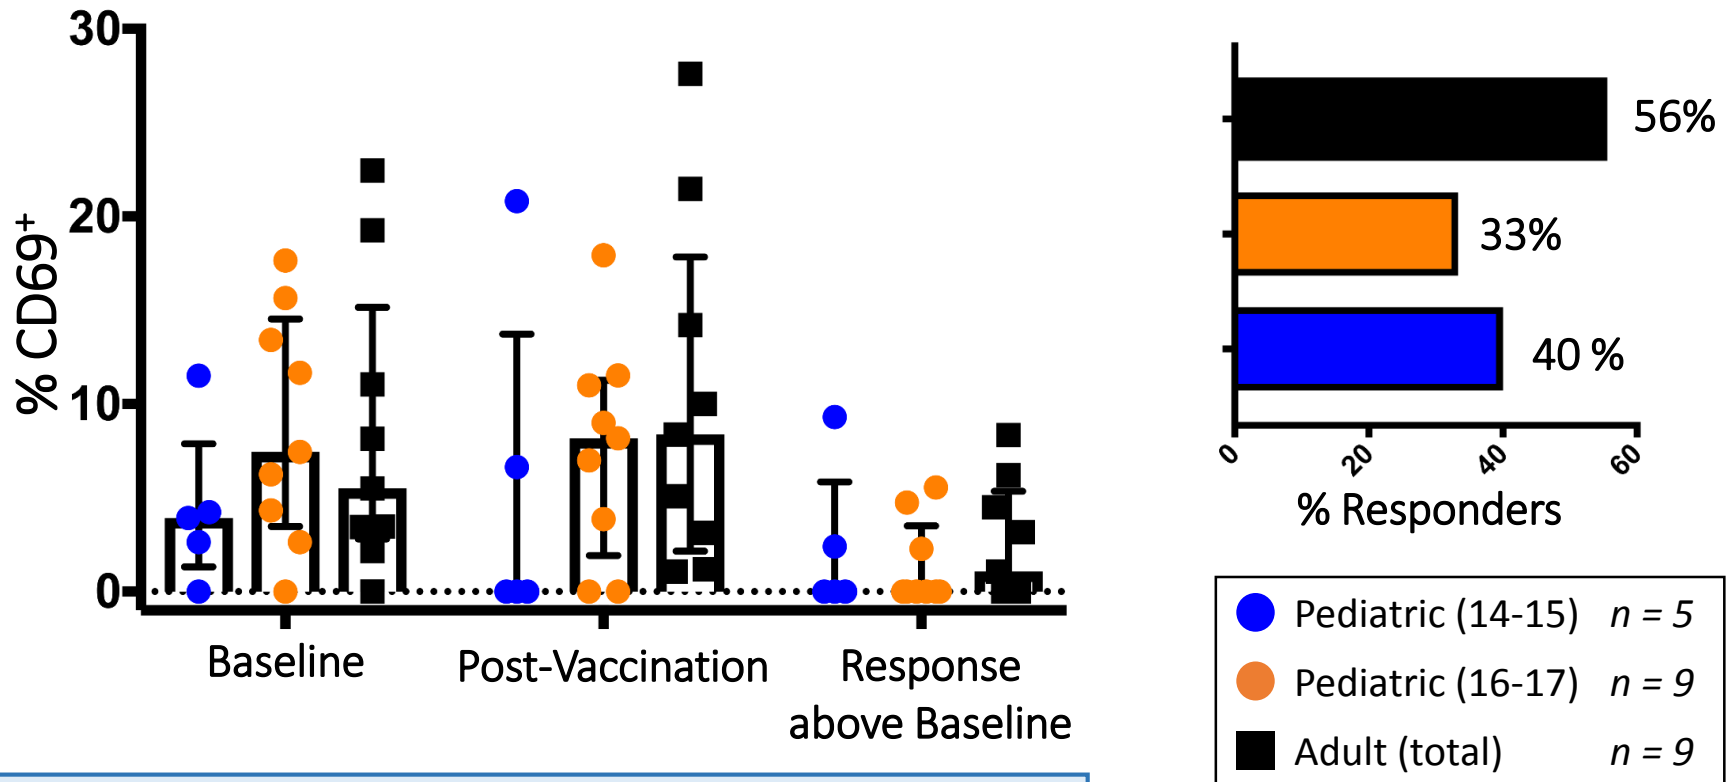 % CD69+
30
20
10
0
Baseline
Post-Vaccination
Response
above Baseline
56%
33%
40 %
0
20
40
60
% Responders
Pediatric (14-15) n = 5
Pediatric (16-17) n = 9
Adult (total) n = 9